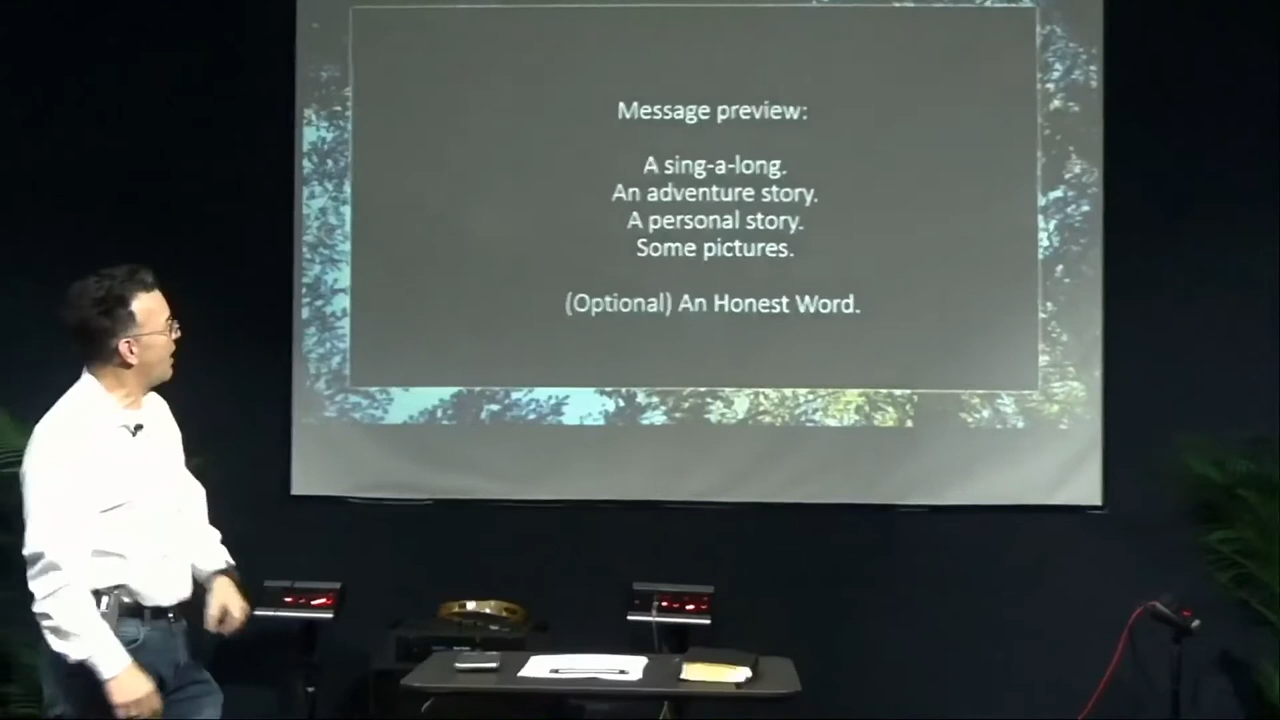 Message preview:
A sing-a-long.
An adventure story.
A personal story.
Some pictures.
(Optional) An Honest Word.